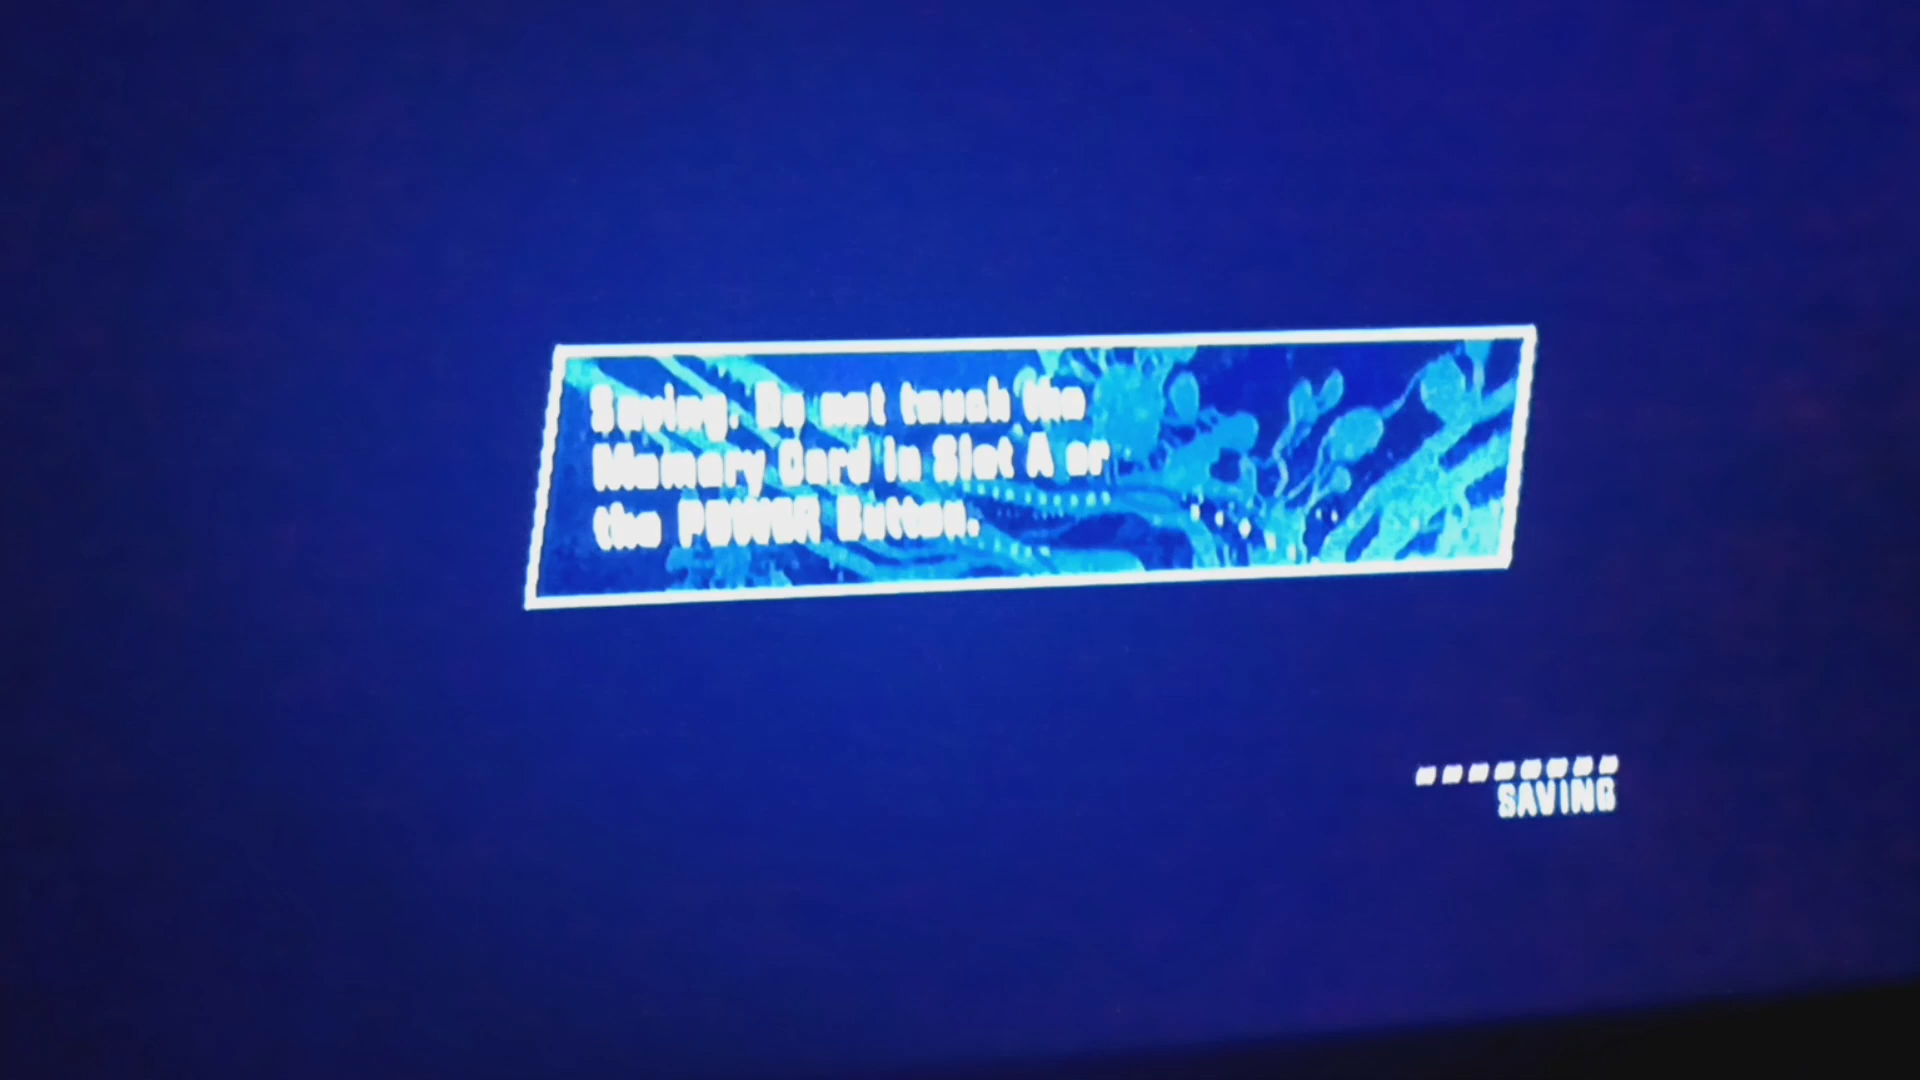 Saving. Do not touch the
Memory Card in Slot A or
the POWER Button.
SAVING